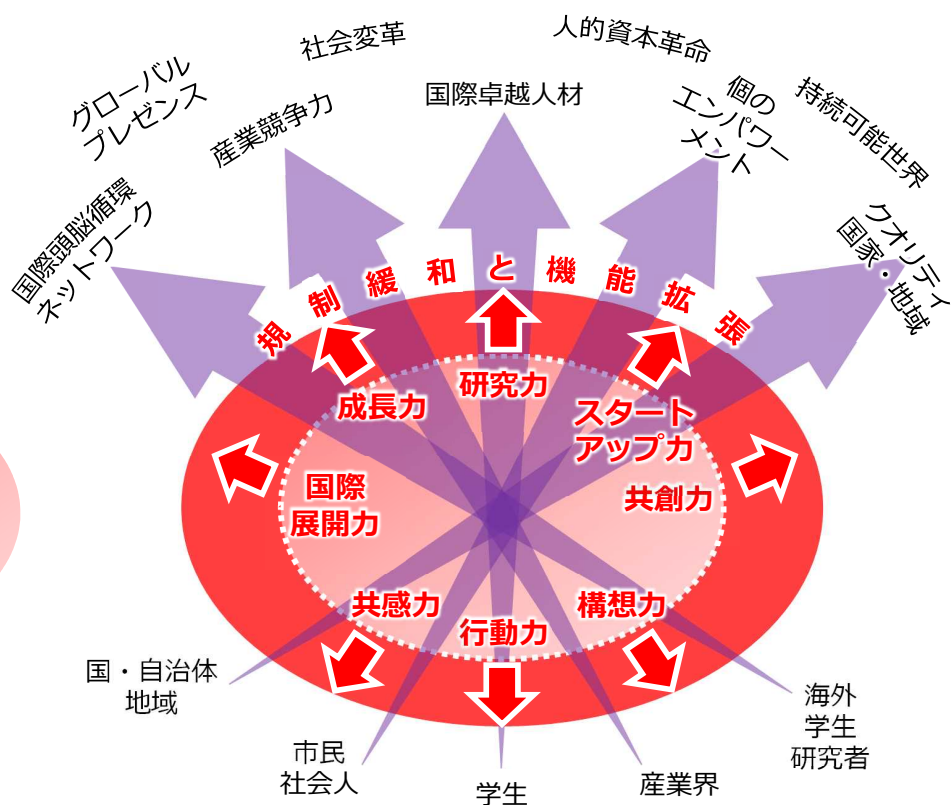 社会変革
人的資本革命
グローバル
プレゼンス
産業競争力
国際卓越人材
個の
エンパワー
メント
持続可能世界
国際頭脳循環
ネットワーク
クオリティ
国家・地域
規制緩和と機能拡張
成長力
研究力
スタート
アップ力
国際
展開力
共創力
共感力
行動力
構想力
国・自治体
地域
市民
社会人
学生
産業界
海外
学生
研究者